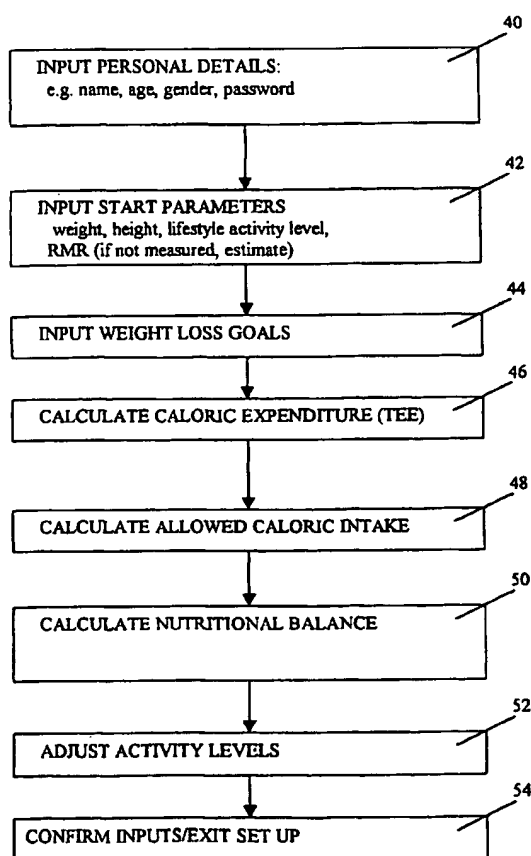 40
INPUT PERSONAL DETAILS:
e.g. name, age, gender, password
42
INPUT START PARAMETERS
weight, height, lifestyle activity level,
RMR (if not measured, estimate)
44
INPUT WEIGHT LOSS GOALS
46
CALCULATE CALORIC EXPENDITURE (TEE)
48
CALCULATE ALLOWED CALORIC INTAKE
50
CALCULATE NUTRITIONAL BALANCE
52
ADJUST ACTIVITY LEVELS
54
CONFIRM INPUTS/EXIT SET UP